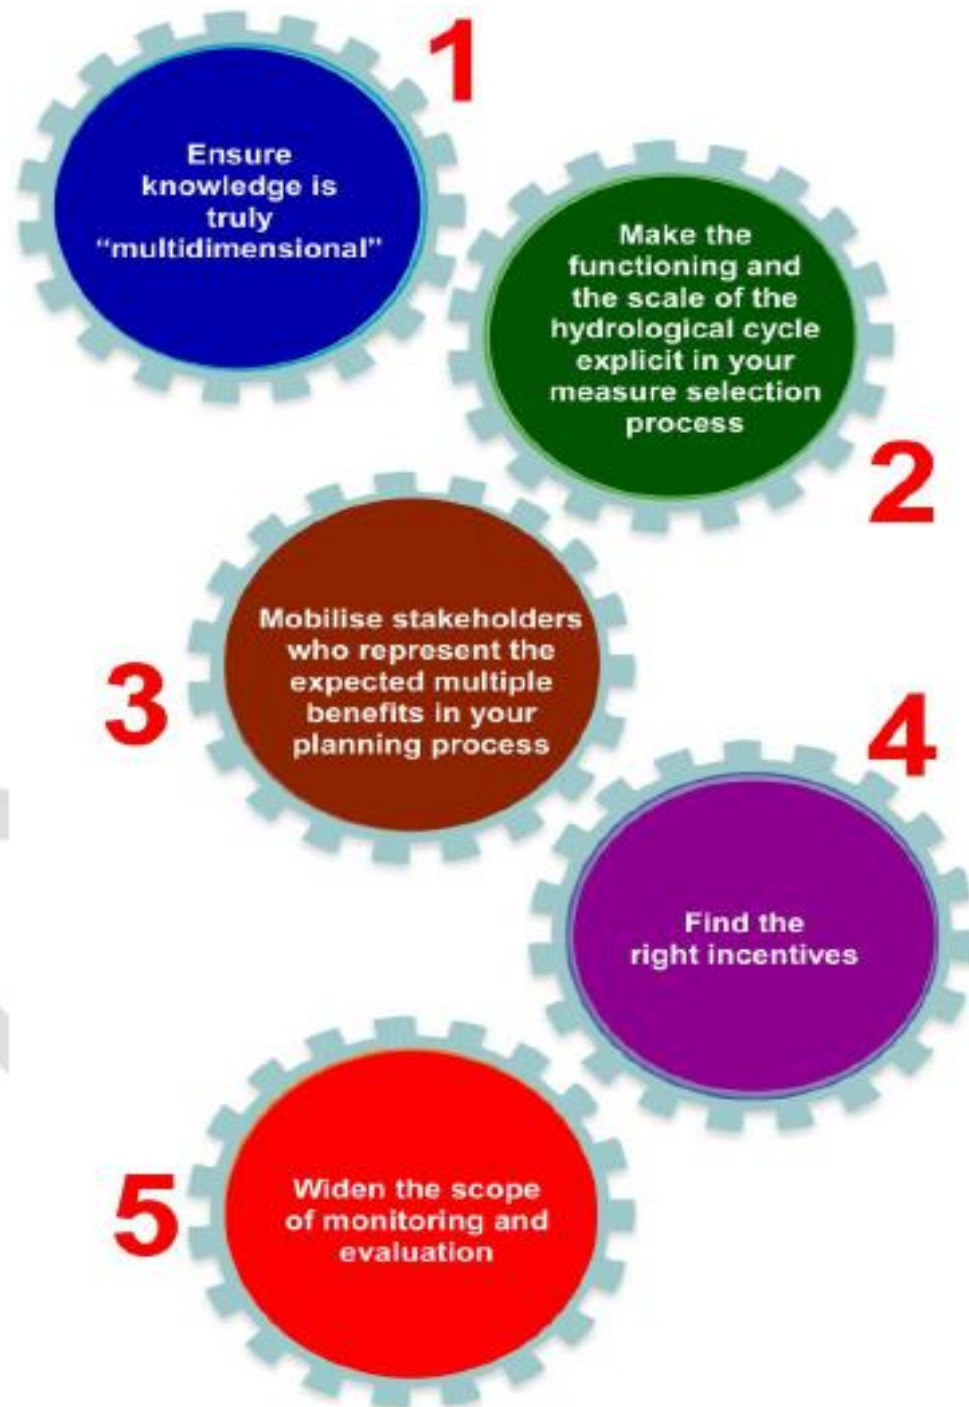 1
Ensure
knowledge is
truly
“multidimensional”
Make the
functioning and
the scale of the
hydrological cycle
explicit in your
measure selection
process
2
Mobilise stakeholders
who represent the
expected multiple
benefits in your
planning process
3
4
Find the
right incentives
5
Widen the scope
of monitoring and
evaluation